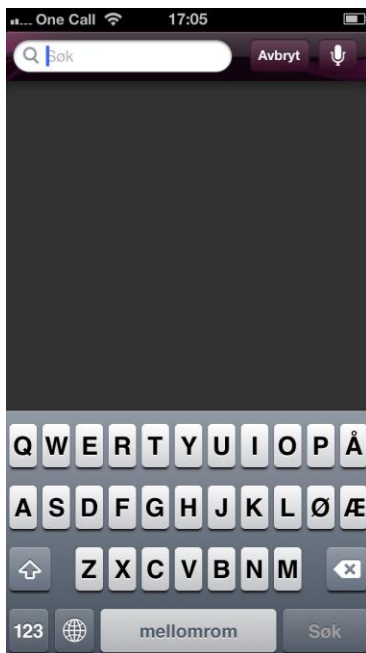 ... One Call 17:05
Søk Avbryt
Q W E R T Y U I O P Å
A S D F G H J K L Ø Æ
Z X C V B N M
123 mellomrom Søk